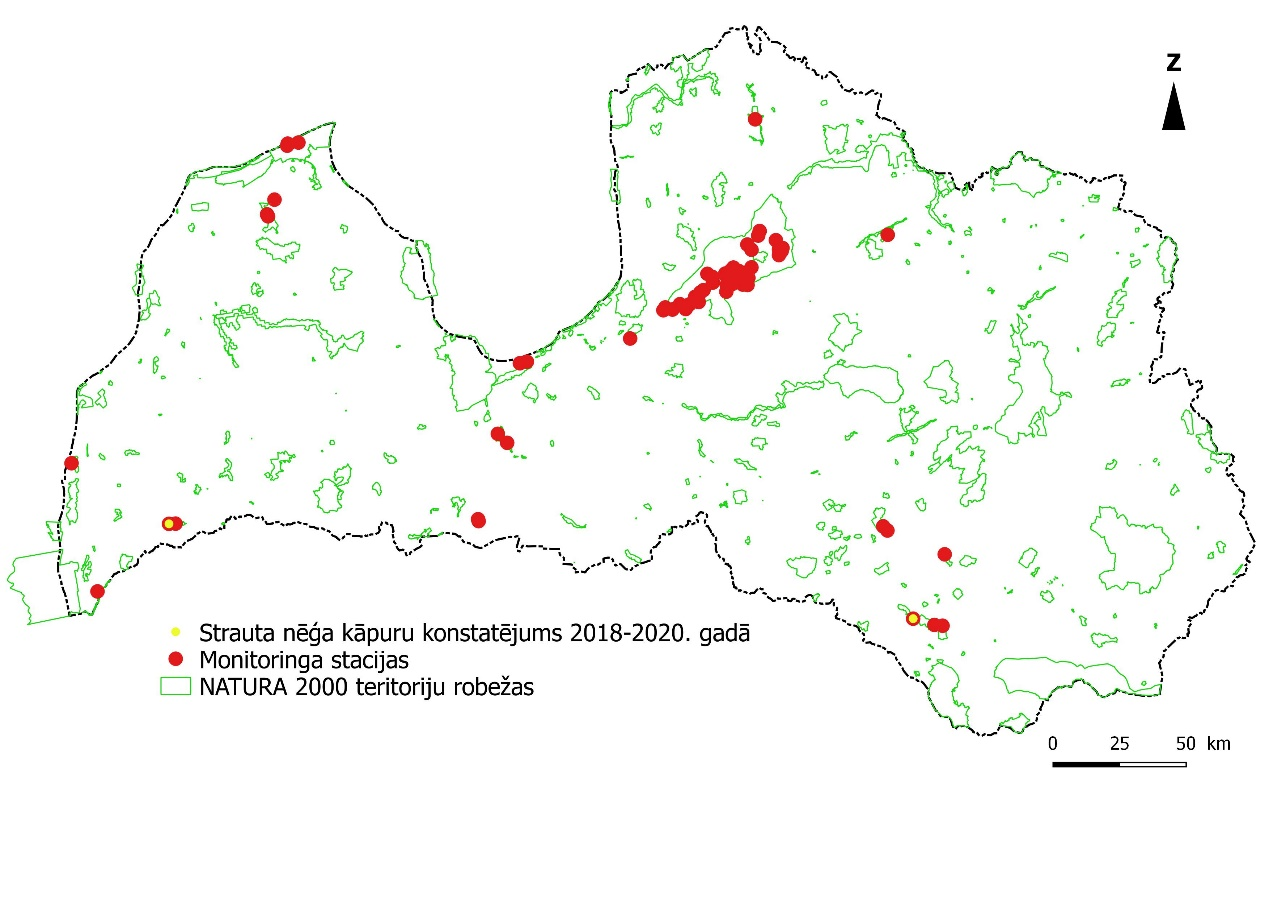 Z
Strauta nēģa kāpuru konstatējums 2018-2020. gadā
Monitoringa stacijas
NATURA 2000 teritoriju robežas
0 25 50 km